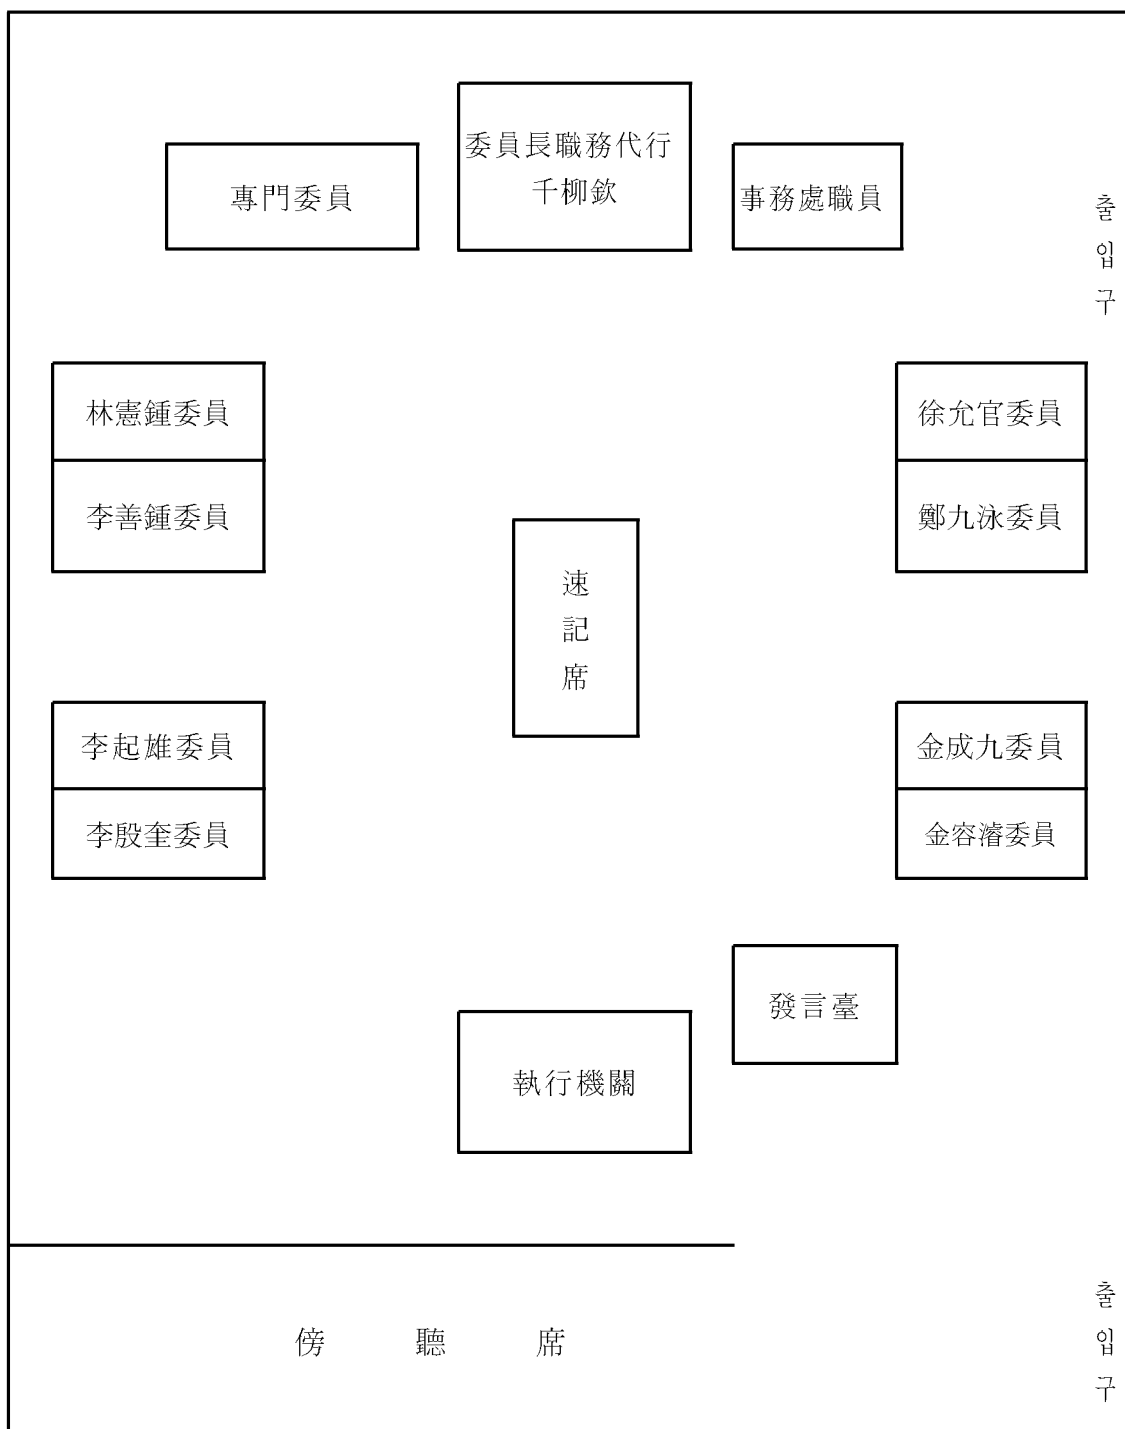 委員長職務代行
千柳欽
專門委員
事務處職員
출입구
林憲鍾委員
徐允官委員
李善鍾委員
鄭九泳委員
速記席
李起雄委員
金成九委員
李殷奎委員
金容濬委員
發言臺
執行機關
傍聽席
출입구